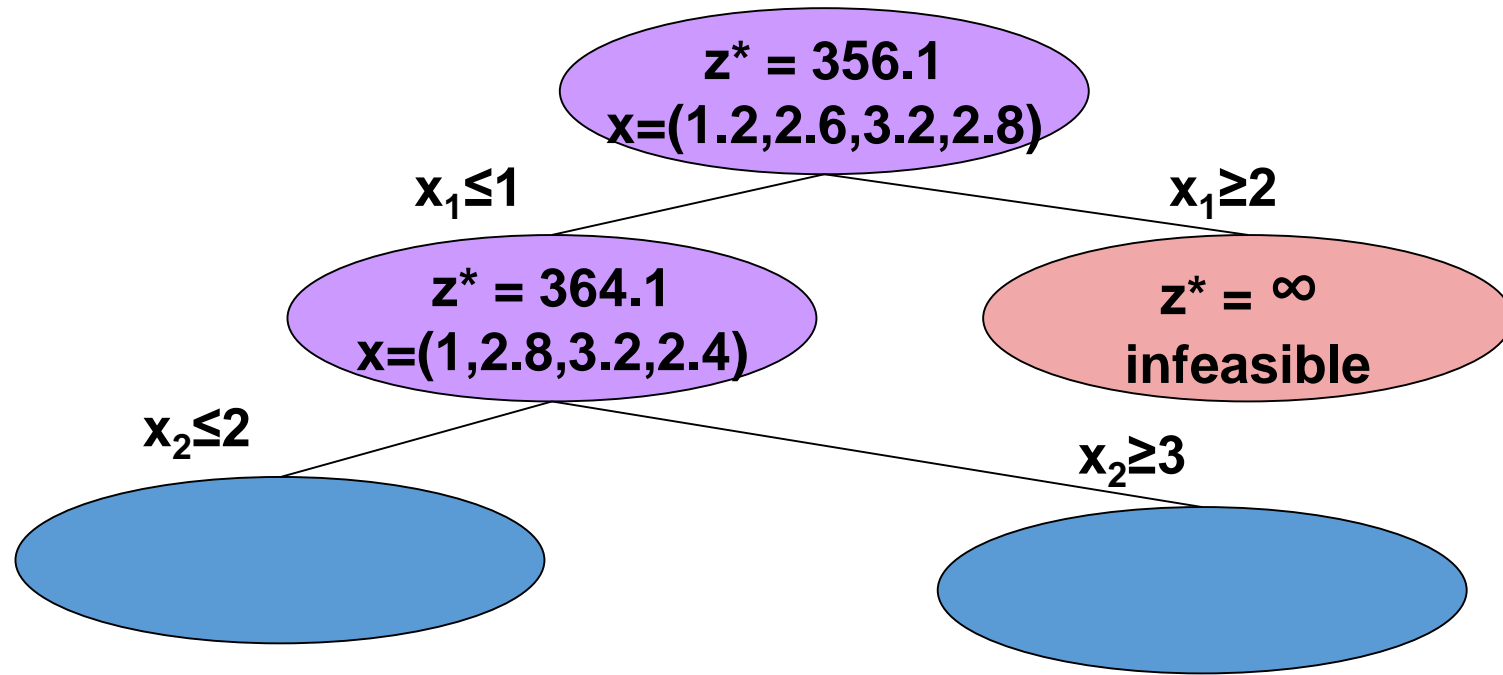 z* = 356.1
x=(1.2,2.6,3.2,2.8)
x₁≤1
x₁≥2
z* = 364.1
x=(1,2.8,3.2,2.4)
z* = ∞
infeasible
x₂≤2
x₂≥3